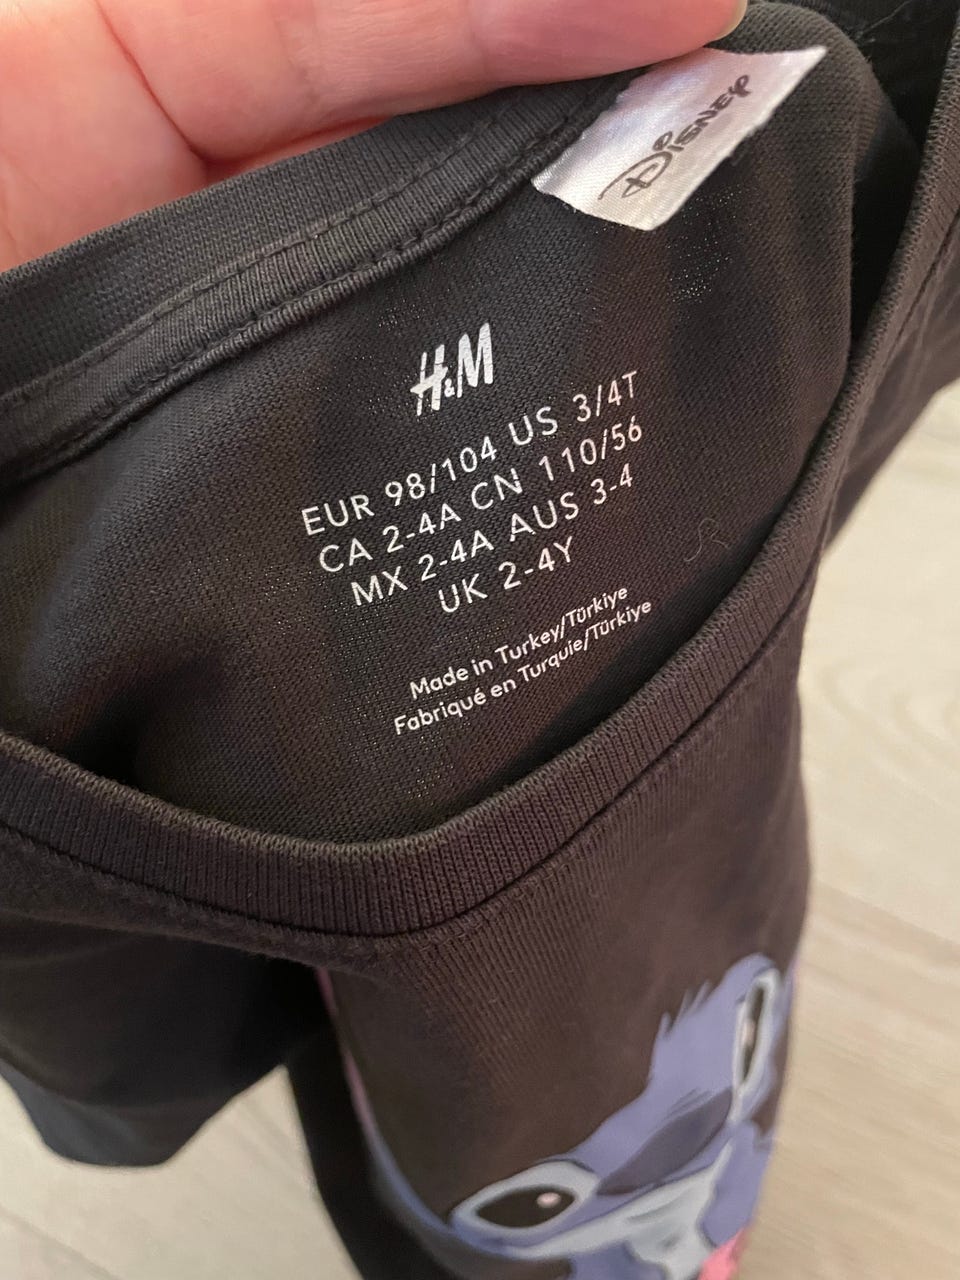 Disney
H&M
EUR 98/104 US 3/4T
CA 2-4A CN 110/56
MX 2-4A AUS 3-4
UK 2-4Y
Made in Turkey/Türkiye
Fabriqué en Turquie/Türkiye